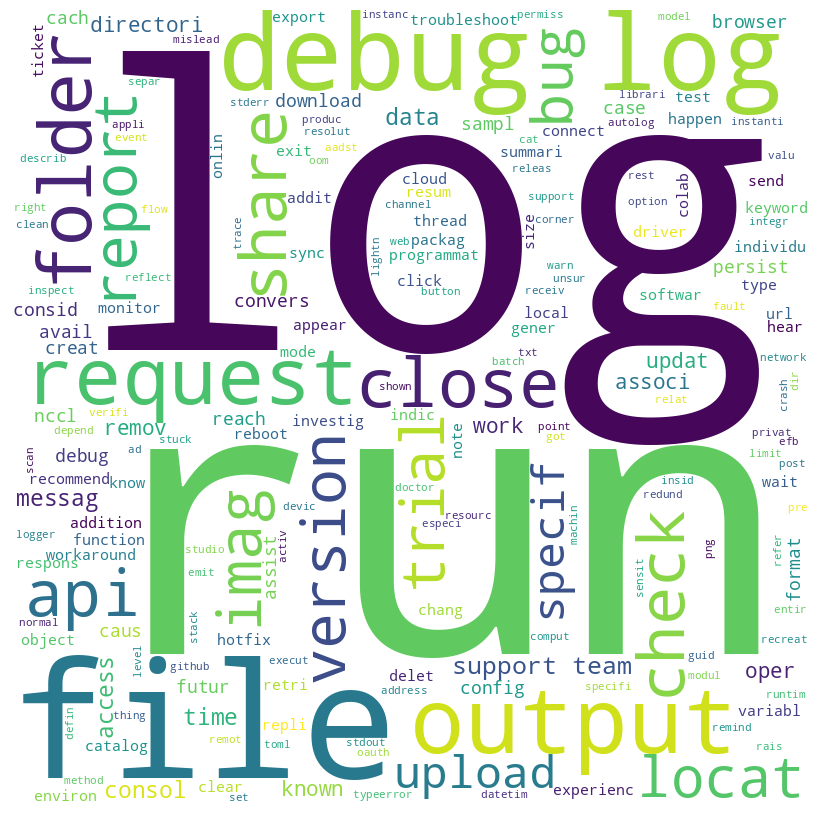 cach
directori
export
instanc
troubleshoot
permiss
model
browser
ticket
mislead
debug log
bug
folder
report
separ
stderr
download
data
sampl
librari
case
test
appli
event
produc
resolut
autolog
happen
instanti
share
onlin
exit
aadst
oom
cat
connect
summari
releas
describ
addit
cloud
resum
channel
support
rest
option
colab
valu
send
right
clean
flow
log
thread
corner
keyword
integr
trace
sync
lightn
web
packag
programmat
size
driver
individu
reflect
click
button
warn
unsur
receiv
persist
type
inspect
consid
monitor
convers
local
softwar
fault
url
hear
avail
creat
appear
mode
gener
txt
batch
network
request
close
shown
updat
associ
relat
crash
dir
nccl
verifi
depend
remov
reach
reboot
investig
indic
note
work
point
got
privat
efb
limit
post
scan
stuck
ad
debug
know
recommend
messag
addition
logger
function
workaround
respons
run
version
imag
devic
trial
doctor
resourc
especi
specif
machin
check
insid
redund
png
wait
pre
format
refer
api
studio
emit
assist
activ
sensit
entir
normal
object
caus
level
stack
hotfix
chang
comput
recreat
file
github
execut
delet
support team
guid
modul
oper
access
futur
retri
address
config
specifi
runtim
variabl
defin
thing
time
repli
output
remind
rais
catalog
remot
toml
stdout
oauth
upload
locat
method
environ
consol
clear
set
known
typeerror
datetim
experienc